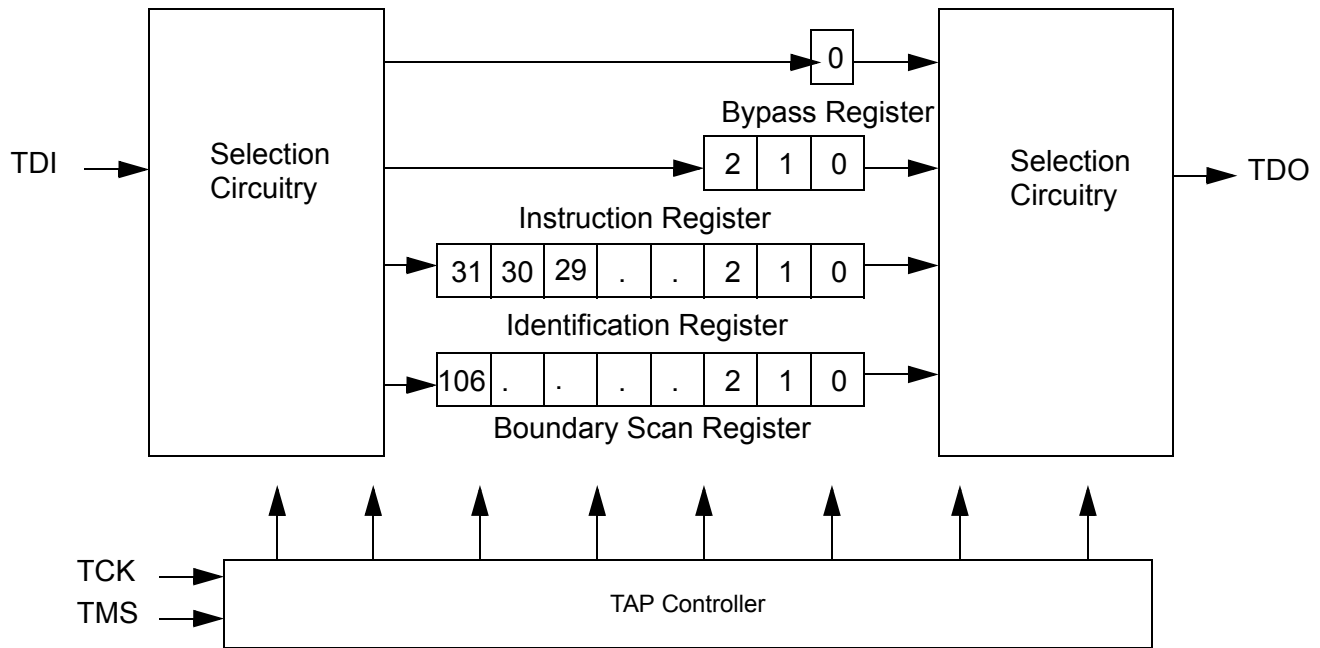 0
Bypass Register
TDI
Selection
Circuitry
2 1 0
Selection
Circuitry
TDO
Instruction Register
31 30 29 . . 2 1 0
Identification Register
106 . . . . 2 1 0
Boundary Scan Register
TCK
TMS
TAP Controller